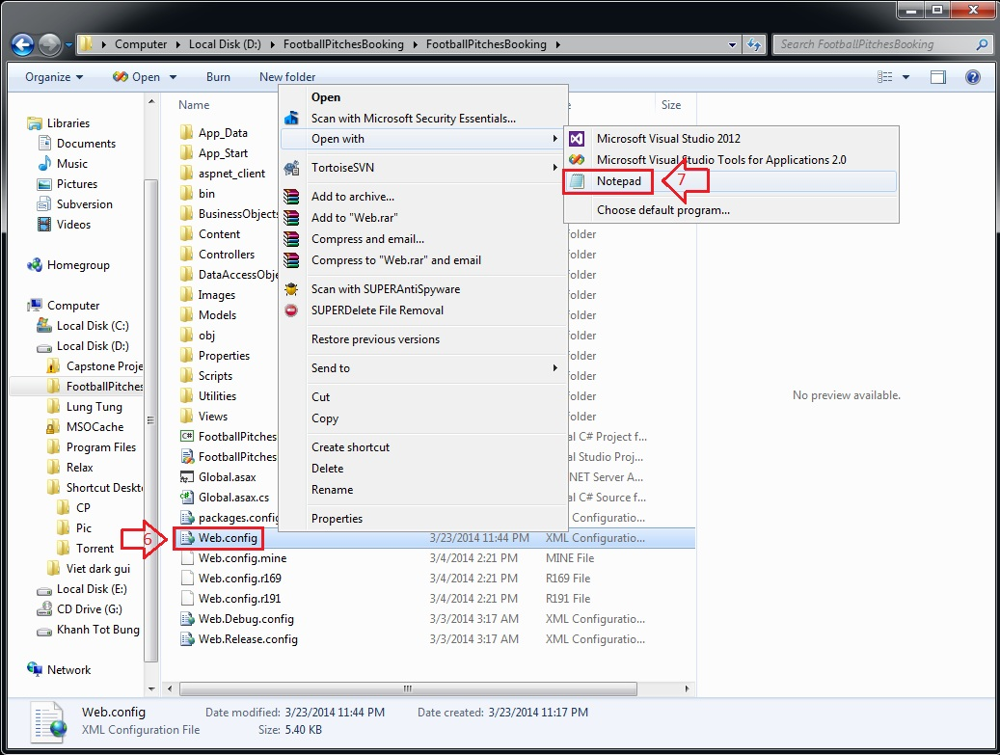 Computer ▸ Local Disk (D:) ▸ FootballPitchesBooking ▸ FootballPitchesBooking ▸
Search FootballPitchesBooking
Organize
Open
Burn
New folder
Libraries
Documents
Music
Pictures
Subversion
Videos
Homegroup
Computer
Local Disk (C:)
Local Disk (D:)
Capstone Proje
FootballPitches
Lung Tung
MSOCache
Program Files
Relax
Shortcut Deskto
CP
Pic
Torrent
Viet dark gui
Local Disk (E:)
CD Drive (G:)
Khanh Tot Bung
Network
Name
Size
App_Data
App_Start
aspnet_client
bin
BusinessObjects
Content
Controllers
DataAccessObje
Images
Models
obj
Properties
Scripts
Utilities
Views
FootballPitches
FootballPitches
Global.asax
Global.asax.cs
packages.config
Web.config 3/23/2014 11:44 PM XML Configuratio...
Web.config.mine 3/4/2014 2:21 PM MINE File
Web.config.r169 3/4/2014 2:21 PM R169 File
Web.config.r191 3/4/2014 2:21 PM R191 File
Web.Debug.config 3/3/2014 3:17 AM XML Configuratio...
Web.Release.config 3/3/2014 3:17 AM XML Configuratio...
6
Open
Scan with Microsoft Security Essentials...
Open with
TortoiseSVN
Add to archive...
Add to "Web.rar"
Compress and email...
Compress to "Web.rar" and email
Scan with SUPERAntiSpyware
SUPERDelete File Removal
Restore previous versions
Send to
Cut
Copy
Create shortcut
Delete
Rename
Properties
Microsoft Visual Studio 2012
Microsoft Visual Studio Tools for Applications 2.0
Notepad
7
Choose default program...
older
older
older
older
older
older
older
older
older
older
al C# Project f...
al Studio Proj...
NET Server A...
al C# Source f...
Configuratio...
No preview available.
Web.config
XML Configuration File
Date modified: 3/23/2014 11:44 PM
Size: 5.40 KB
Date created: 3/23/2014 11:17 PM